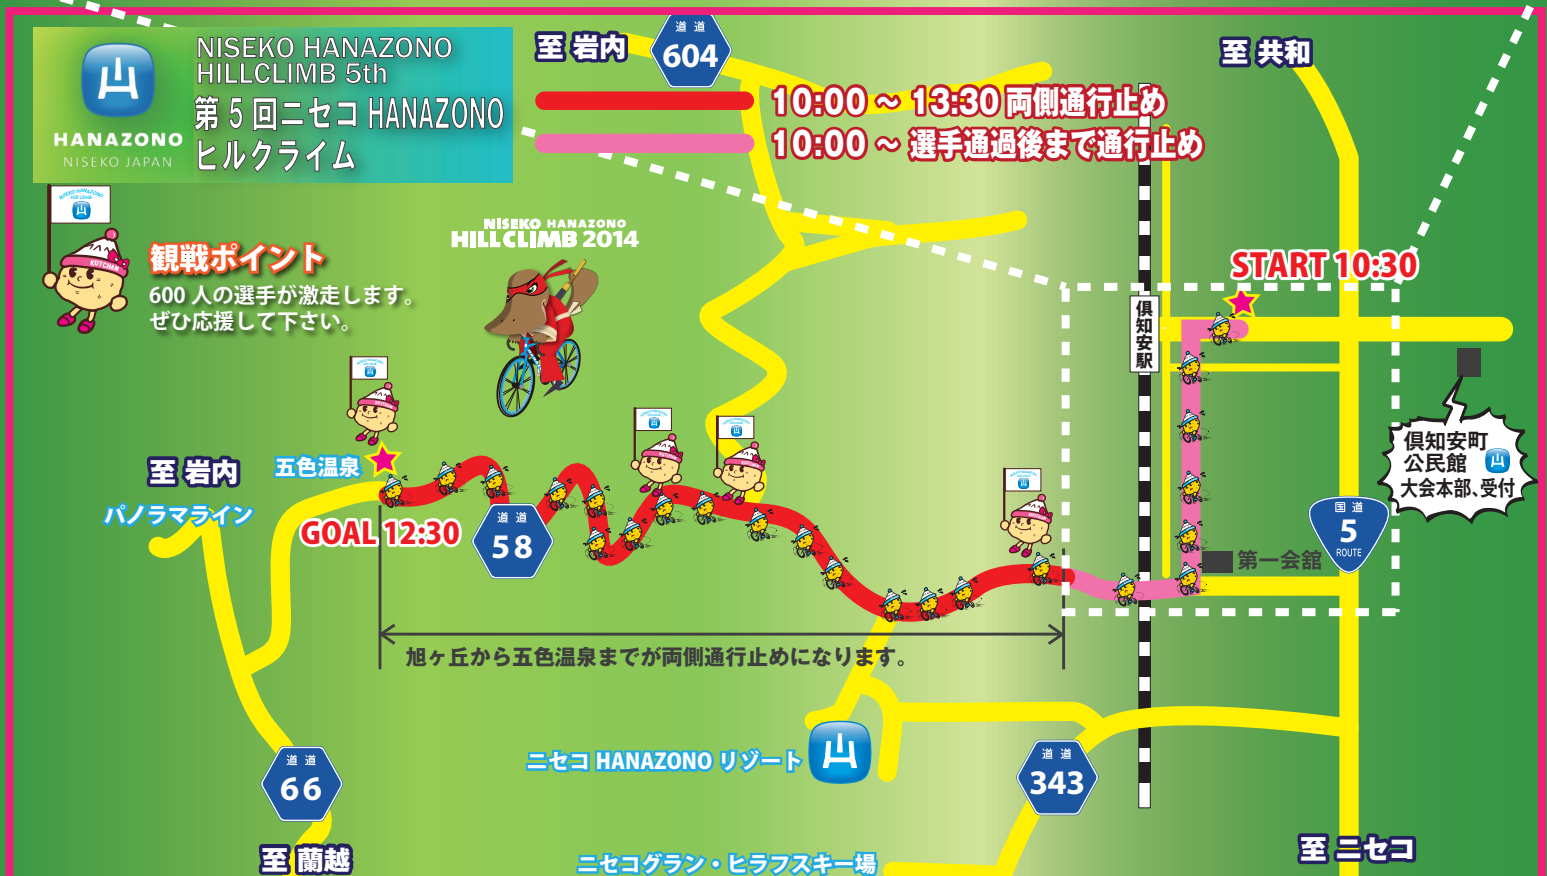 NISEKO HANAZONO
HILLCLIMB 5th
第 5 回ニセコ HANAZONO
ヒルクライム
HANAZONO
NISEKO JAPAN
至 岩内
道 道
604
至 共和
10:00 ～ 13:30 両側通行止め
10:00 ～ 選手通過後まで通行止め
観戦ポイント
600 人の選手が激走します。
ぜひ応援して下さい。
KUTCHAN
NISEKO HANAZONO
HILLCLIMB 2014
START 10:30
倶知安駅
倶知安町
公民館
大会本部、受付
国 道
5
ROUTE
第一会舘
至 岩内
五色温泉
パノラマライン
GOAL 12:30
道 道
58
旭ヶ丘から五色温泉までが両側通行止めになります。
ニセコ HANAZONO リゾート
道 道
66
道 道
343
至 蘭越
ニセコグラン・ヒラフスキー場
至 ニセコ